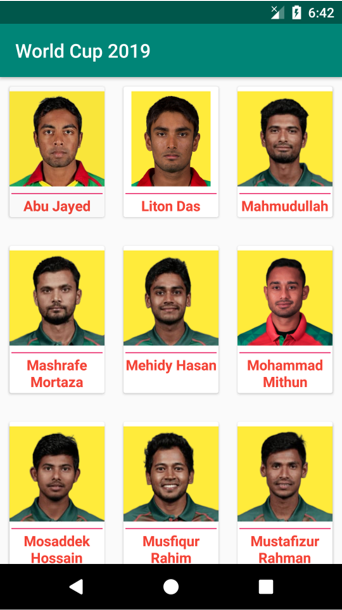 6:42
World Cup 2019
Abu Jayed
Liton Das
Mahmudullah
Mashrafe
Mortaza
Mehidy Hasan
Mohammad
Mithun
Mosaddek
Hossain
Musfiqur
Rahim
Mustafizur
Rahman